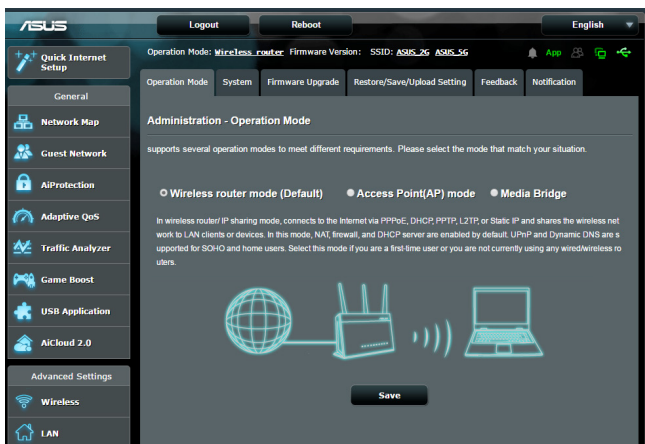 ASUS
Logout
Reboot
English
Quick Internet
Setup
Operation Mode: Wireless router Firmware Version: SSID: ASUS_2G ASUS_5G
App
Operation Mode
System
Firmware Upgrade
Restore/Save/Upload Setting
Feedback
Notification
General
Network Map
Guest Network
AiProtection
Adaptive QoS
Traffic Analyzer
Game Boost
USB Application
AiCloud 2.0
Advanced Settings
Wireless
LAN
Administration - Operation Mode
supports several operation modes to meet different requirements. Please select the mode that match your situation.
Wireless router mode (Default)
Access Point(AP) mode
Media Bridge
In wireless router/ IP sharing mode, connects to the Internet via PPPoE, DHCP, PPTP, L2TP, or Static IP and shares the wireless net
work to LAN clients or devices. In this mode, NAT, firewall, and DHCP server are enabled by default. UPnP and Dynamic DNS are s
upported for SOHO and home users. Select this mode if you are a first-time user or you are not currently using any wired/wireless ro
uters.
Save